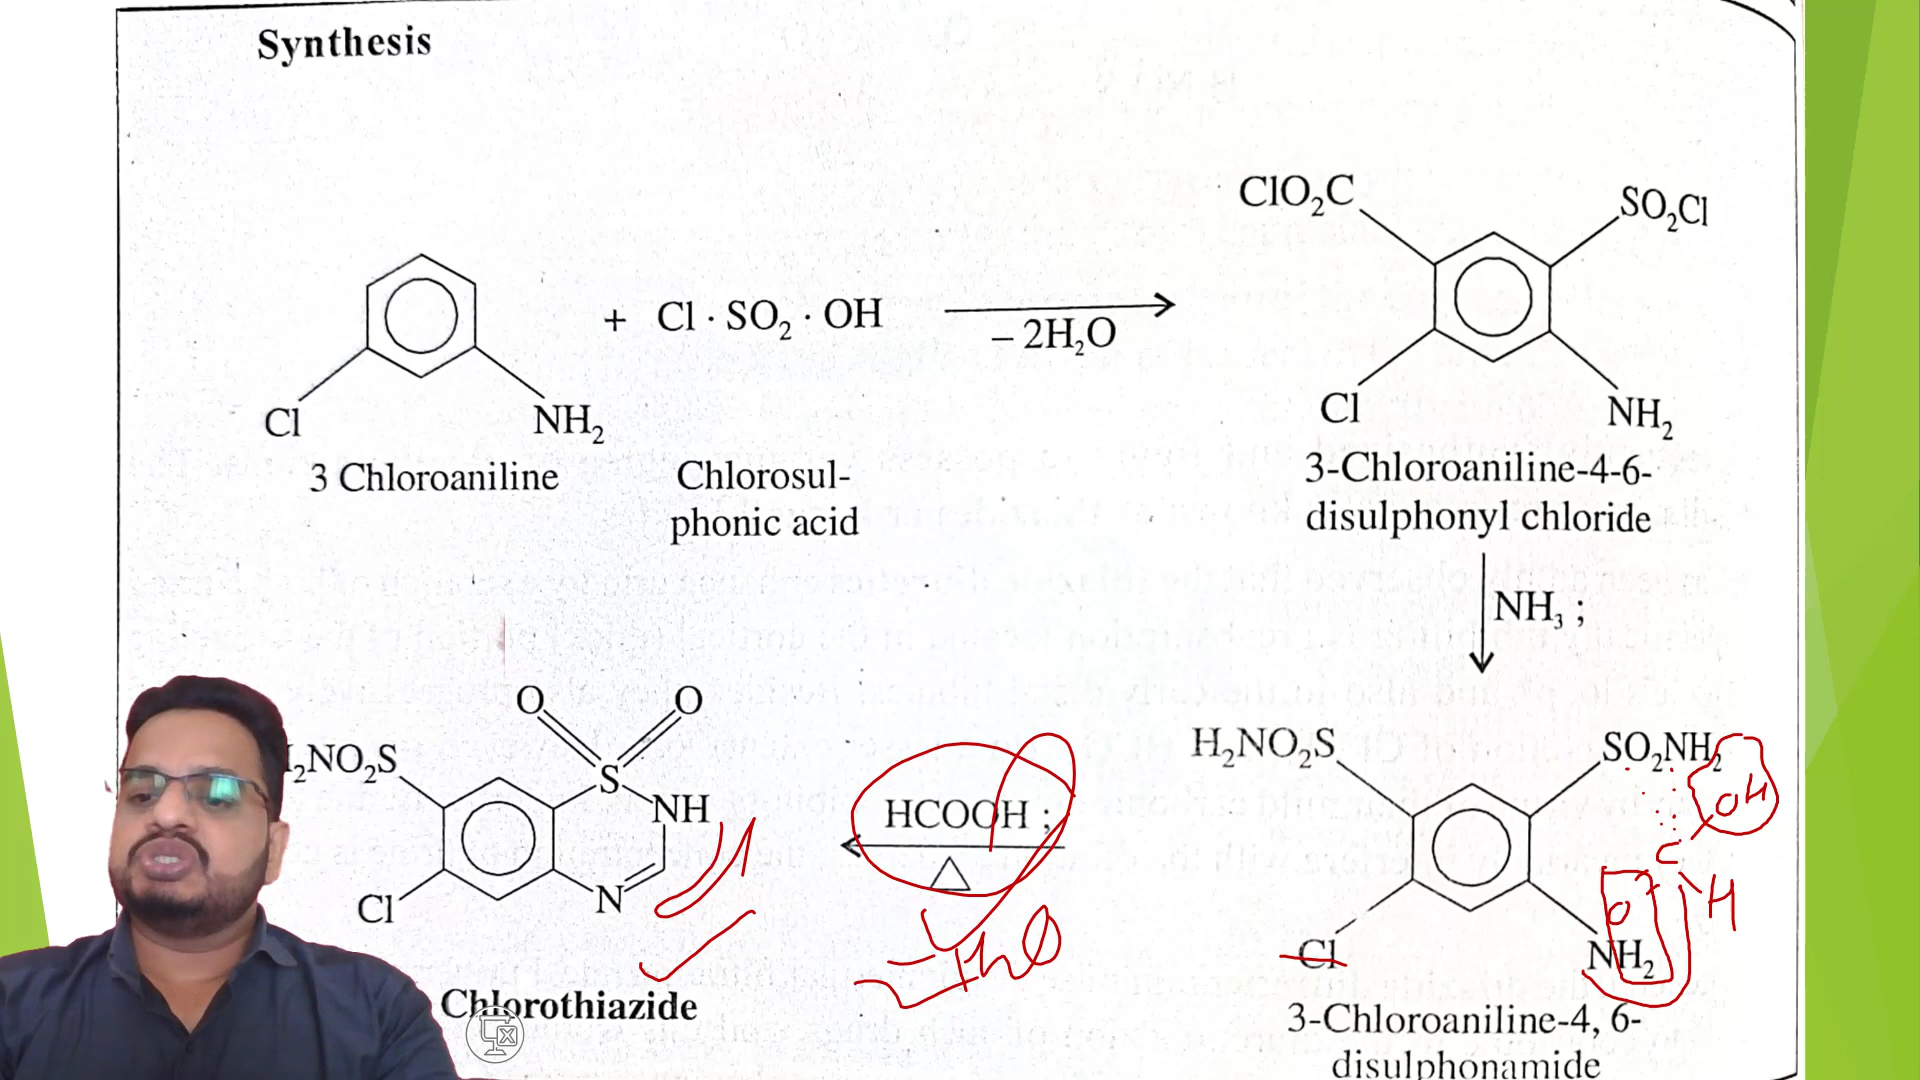 Synthesis
ClO₂C
SO₂Cl
+ Cl · SO₂ · OH
– 2H₂O
Cl
NH₂
Cl
NH₂
3 Chloroaniline
Chlorosul-
phonic acid
3-Chloroaniline-4-6-
disulphonyl chloride
NH₃ ;
O
O
H₂NO₂S
SO₂NH₂
OH
₂NO₂S
S
NH
HCOOH ;
△
C
H
O
Cl
N
Cl
NH₂
Chlorothiazide
3-Chloroaniline-4, 6-
disulphonamide